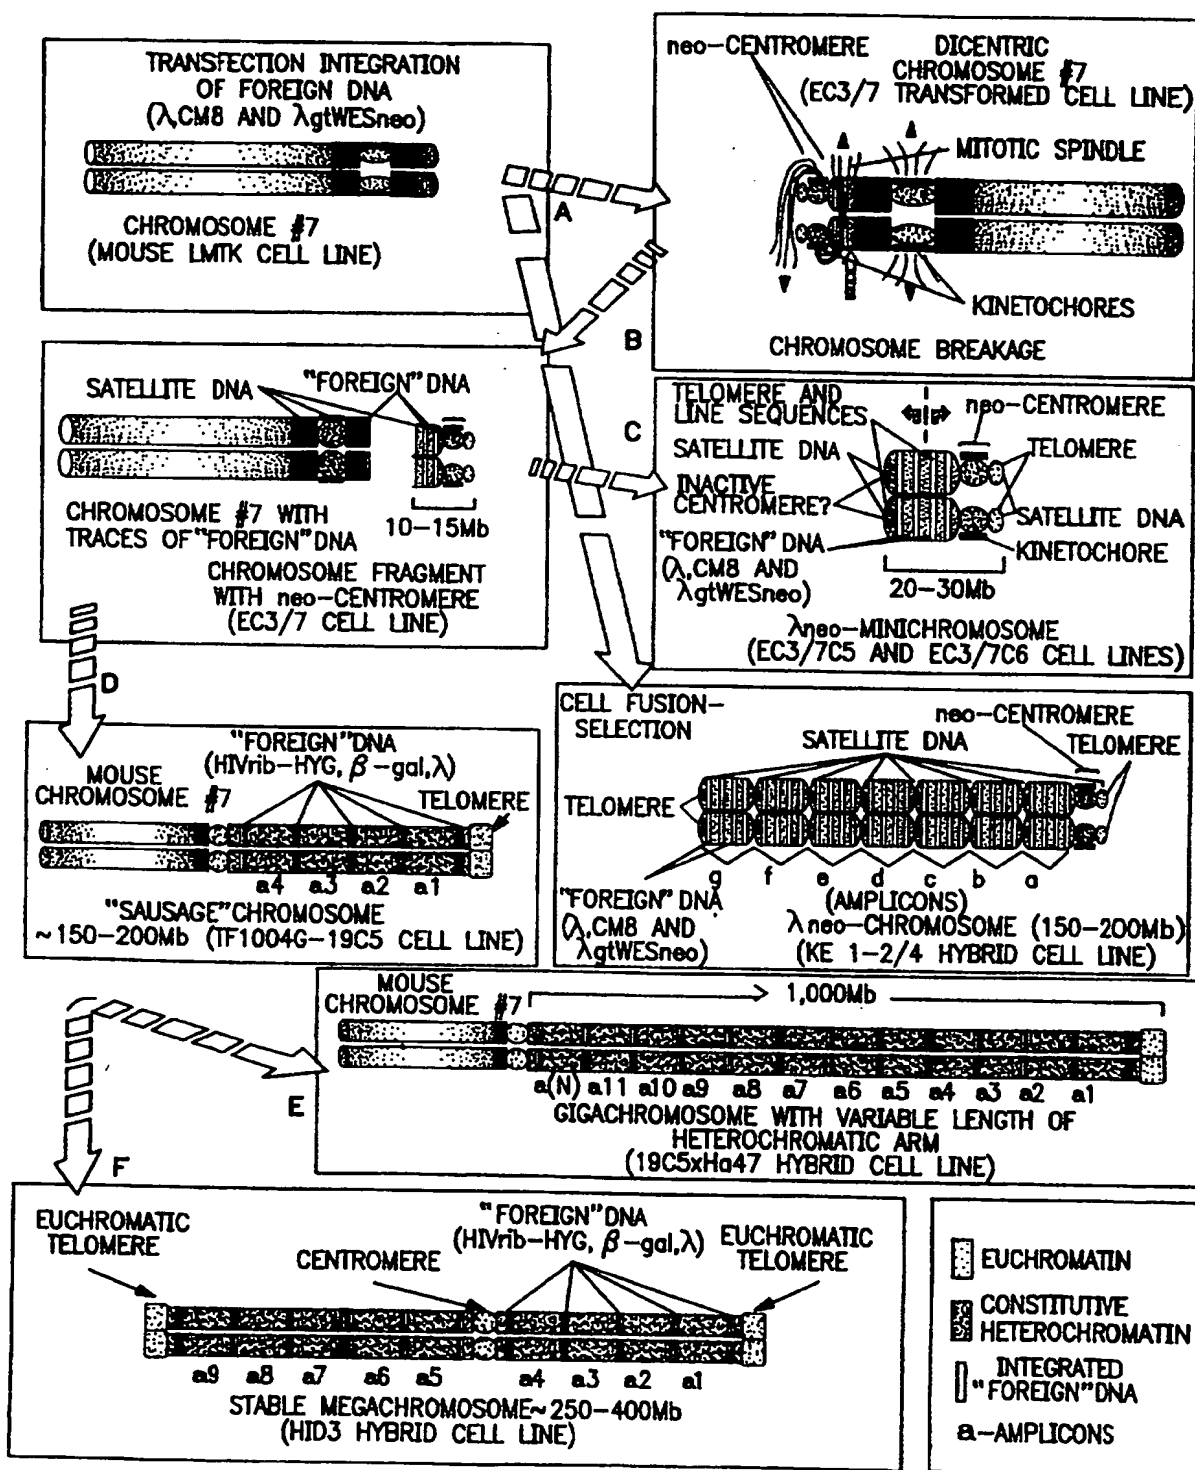 TRANSFECTION INTEGRATION
OF FOREIGN DNA
(λ,CM8 AND λgtWESneo)
CHROMOSOME #7
(MOUSE LMTK CELL LINE)
A
neo-CENTROMERE
DICENTRIC
CHROMOSOME #7
(EC3/7 TRANSFORMED CELL LINE)
MITOTIC SPINDLE
KINETOCHORES
CHROMOSOME BREAKAGE
B
SATELLITE DNA
"FOREIGN" DNA
10-15Mb
CHROMOSOME #7 WITH
TRACES OF "FOREIGN" DNA
CHROMOSOME FRAGMENT
WITH neo-CENTROMERE
(EC3/7 CELL LINE)
C
TELOMERE AND
LINE SEQUENCES
neo-CENTROMERE
SATELLITE DNA
TELOMERE
INACTIVE
CENTROMERE?
SATELLITE DNA
"FOREIGN" DNA
(λ,CM8 AND
λgtWESneo)
KINETOCHORE
20-30Mb
λneo-MINICHROMOSOME
(EC3/7C5 AND EC3/7C6 CELL LINES)
D
"FOREIGN" DNA
(HIVrib-HYG, β-gal,λ)
MOUSE
CHROMOSOME #7
TELOMERE
a4 a3 a2 a1
"SAUSAGE" CHROMOSOME
~150-200Mb (TF1004G-19C5 CELL LINE)
CELL FUSION-
SELECTION
neo-CENTROMERE
SATELLITE DNA
TELOMERE
TELOMERE
g f e d c b a
"FOREIGN" DNA
(λ,CM8 AND
λgtWESneo)
(AMPLICONS)
λneo-CHROMOSOME (150-200Mb)
(KE 1-2/4 HYBRID CELL LINE)
E
MOUSE
CHROMOSOME #7
1,000Mb
a(N) a11 a10 a9 a8 a7 a6 a5 a4 a3 a2 a1
GIGACHROMOSOME WITH VARIABLE LENGTH OF
HETEROCHROMATIC ARM
(19C5xHa47 HYBRID CELL LINE)
F
EUCHROMATIC
TELOMERE
CENTROMERE
"FOREIGN" DNA
(HIVrib-HYG, β-gal,λ)
EUCHROMATIC
TELOMERE
a9 a8 a7 a6 a5 a4 a3 a2 a1
STABLE MEGACHROMOSOME~250-400Mb
(HID3 HYBRID CELL LINE)
EUCHROMATIN
CONSTITUTIVE
HETEROCHROMATIN
INTEGRATED
"FOREIGN" DNA
a-AMPLICONS